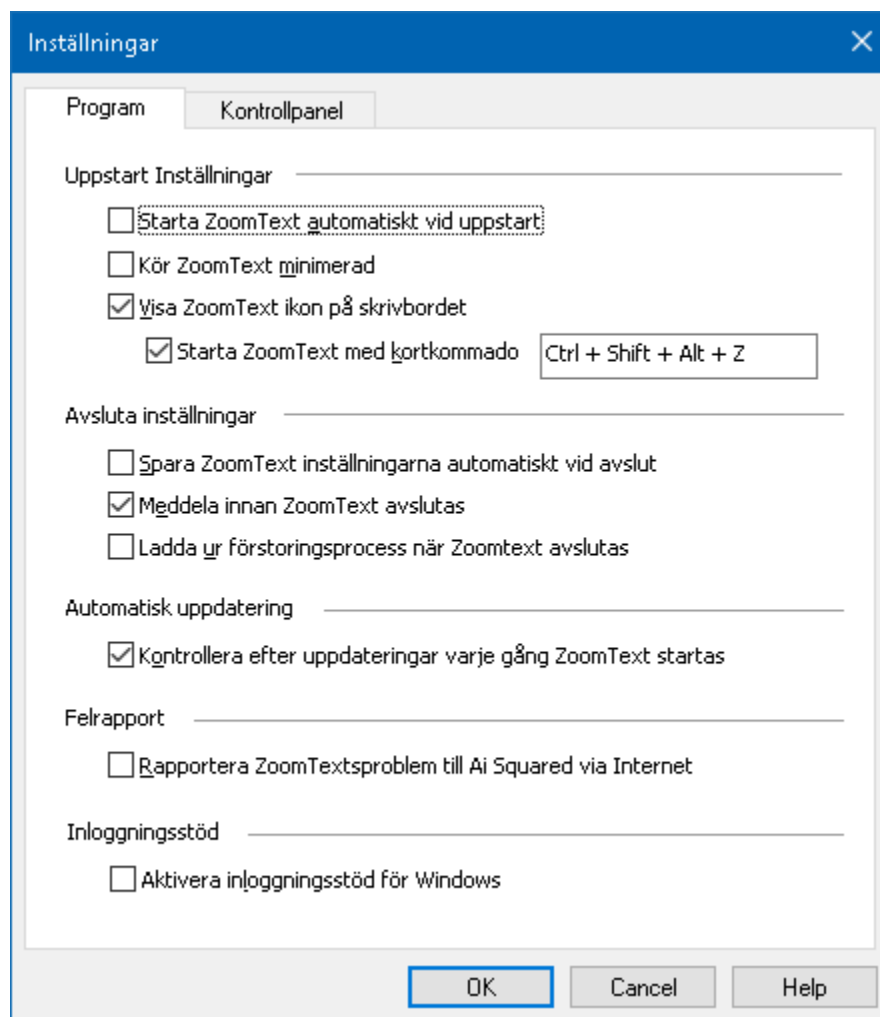 Inställningar
Program
Kontrollpanel
Uppstart Inställningar
Starta ZoomText automatiskt vid uppstart
Kör ZoomText minimerad
Visa ZoomText ikon på skrivbordet
Starta ZoomText med kortkommado
Ctrl + Shift + Alt + Z
Avsluta inställningar
Spara ZoomText inställningarna automatiskt vid avslut
Meddela innan ZoomText avslutas
Ladda ur förstoringsprocess när Zoomtext avslutas
Automatisk uppdatering
Kontrollera efter uppdateringar varje gång ZoomText startas
Felrapport
Rapportera ZoomTextsproblem till Ai Squared via Internet
Inloggningsstöd
Aktivera inloggningsstöd för Windows
OK
Cancel
Help